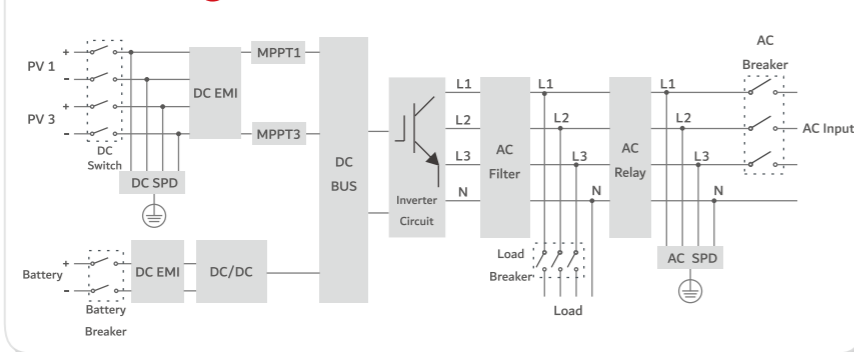 PV 1
+
-
PV 3
+
-
DC
Switch
DC SPD
DC EMI
MPPT1
MPPT3
Battery
+
-
Battery
Breaker
DC EMI
DC/DC
DC
BUS
Inverter
Circuit
L1
L2
L3
N
AC
Filter
L1
L2
L3
N
Load
Breaker
Load
AC
Relay
L1
L2
L3
N
AC SPD
AC
Breaker
AC Input